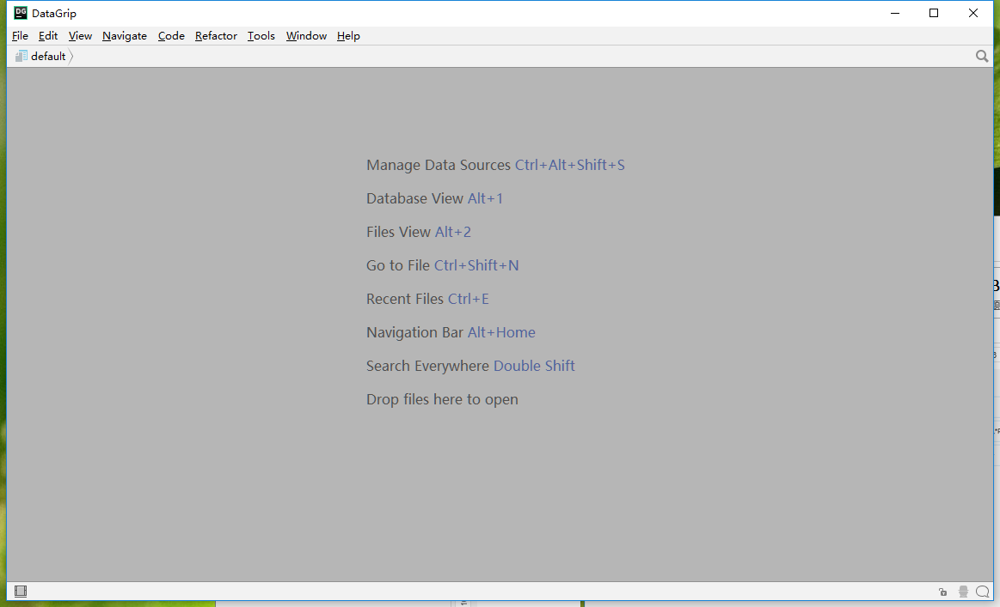 DG DataGrip
File Edit View Navigate Code Refactor Tools Window Help
default
Manage Data Sources Ctrl+Alt+Shift+S
Database View Alt+1
Files View Alt+2
Go to File Ctrl+Shift+N
Recent Files Ctrl+E
Navigation Bar Alt+Home
Search Everywhere Double Shift
Drop files here to open